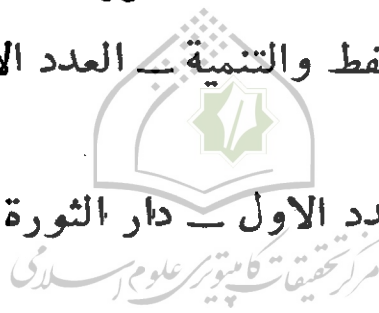 فط والتنمية — العدد الا
دد الاول — دار الثورة
مرکز تحقیقات کامپیوتری علوم اسلامی